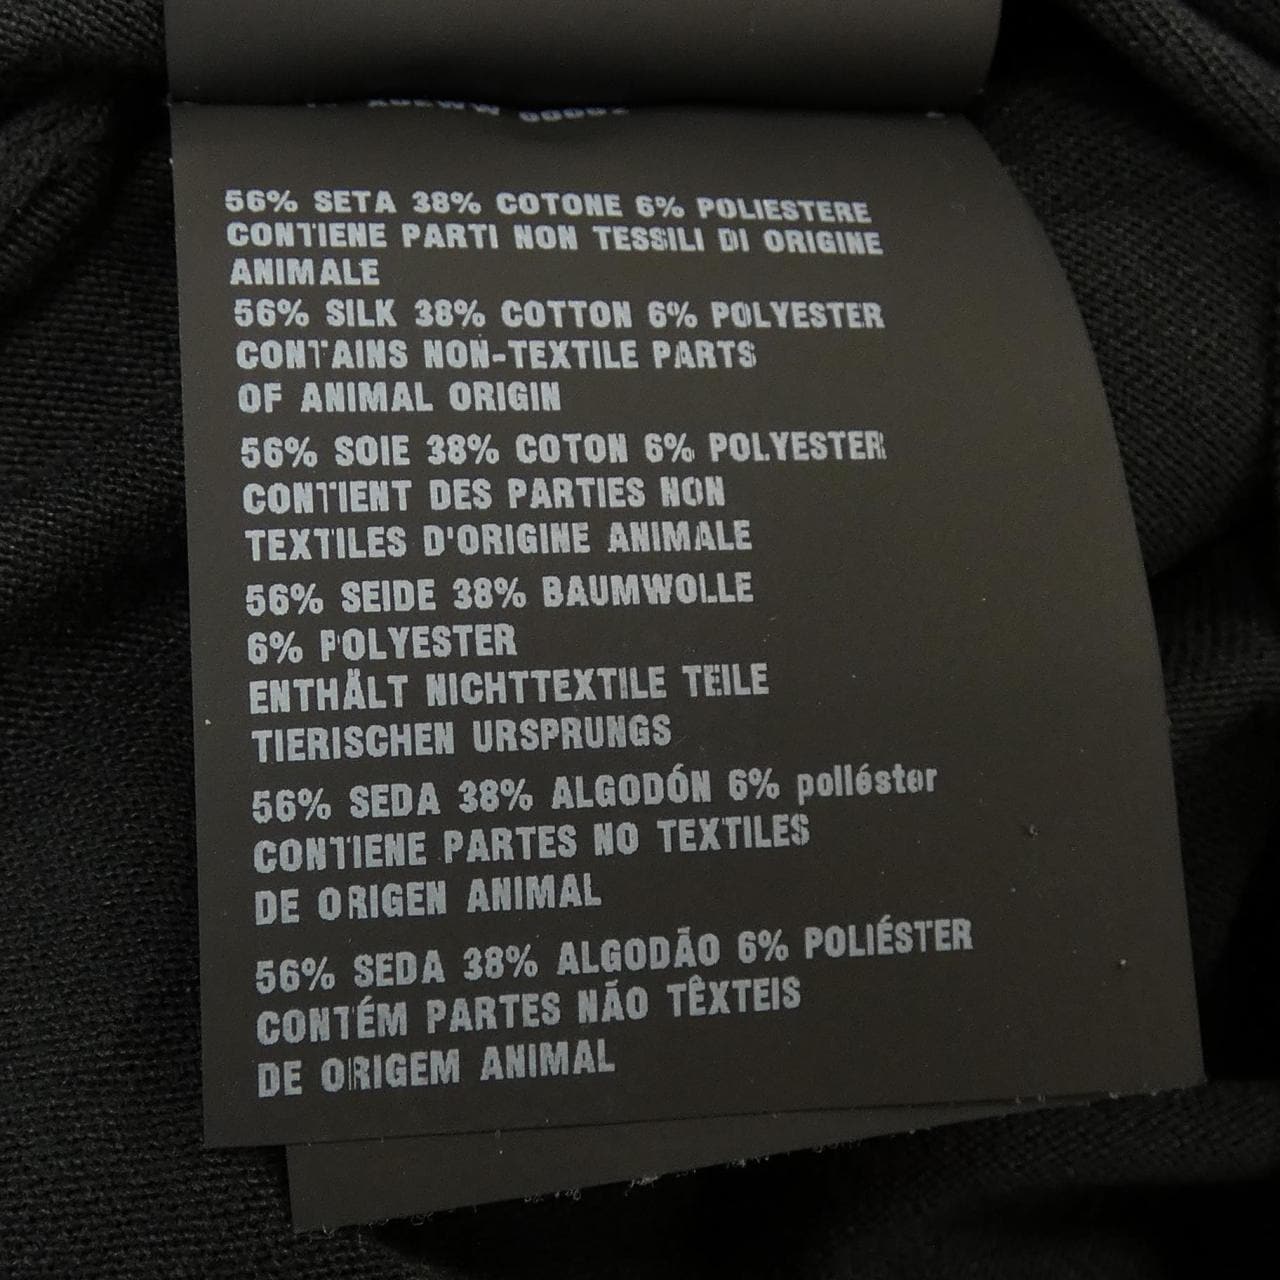 56% SETA 38% COTONE 6% POLIESTERE
CONTIENE PARTI NON TESSILI DI ORIGINE
ANIMALE
56% SILK 38% COTTON 6% POLYESTER
CONTAINS NON-TEXTILE PARTS
OF ANIMAL ORIGIN
56% SOIE 38% COTON 6% POLYESTER
CONTIENT DES PARTIES NON
TEXTILES D'ORIGINE ANIMALE
56% SEIDE 38% BAUMWOLLE
6% POLYESTER
ENTHÄLT NICHTTEXTILE TEILE
TIERISCHEN URSPRUNGS
56% SEDA 38% ALGODÓN 6% poliéster
CONTIENE PARTES NO TEXTILES
DE ORIGEN ANIMAL
56% SEDA 38% ALGODÃO 6% POLIÉSTER
CONTÉM PARTES NÃO TÊXTEIS
DE ORIGEM ANIMAL